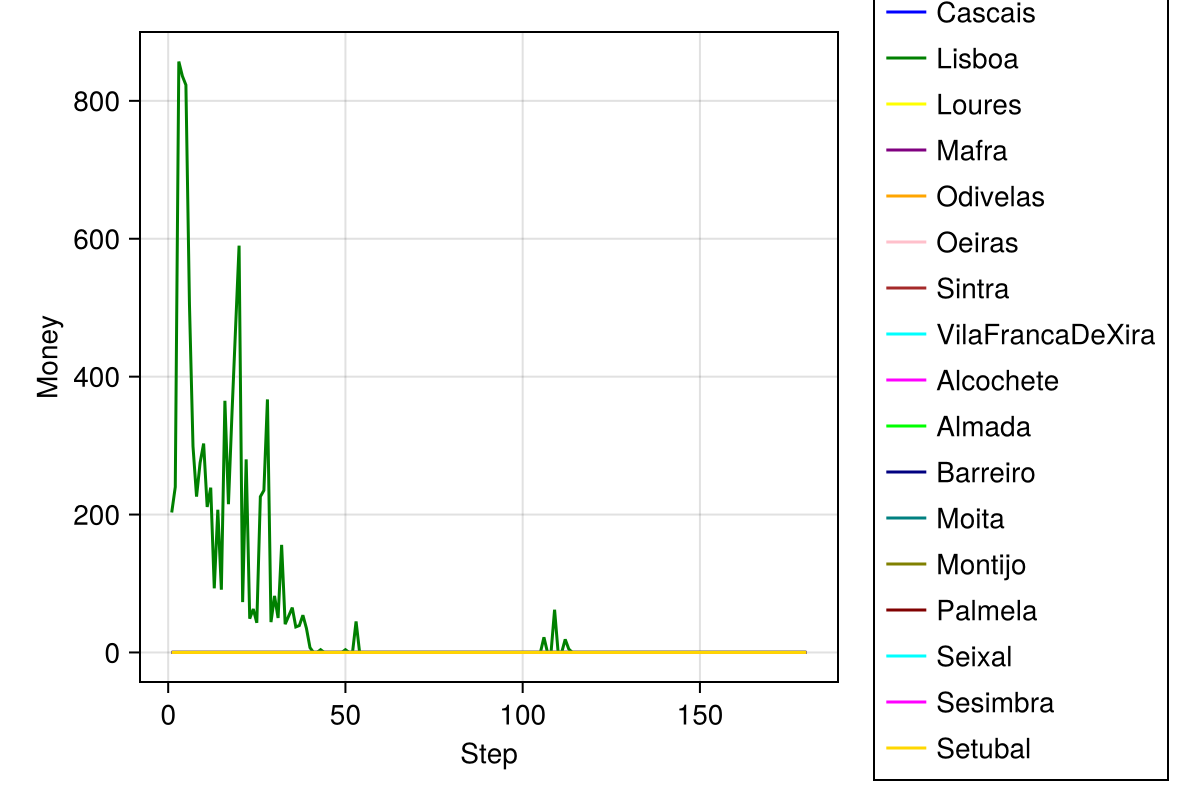 800
600
400
200
0
Money
0
50
100
150
Step
Cascais
Lisboa
Loures
Mafra
Odivelas
Oeiras
Sintra
VilaFrancaDeXira
Alcochete
Almada
Barreiro
Moita
Montijo
Palmela
Seixal
Sesimbra
Setubal